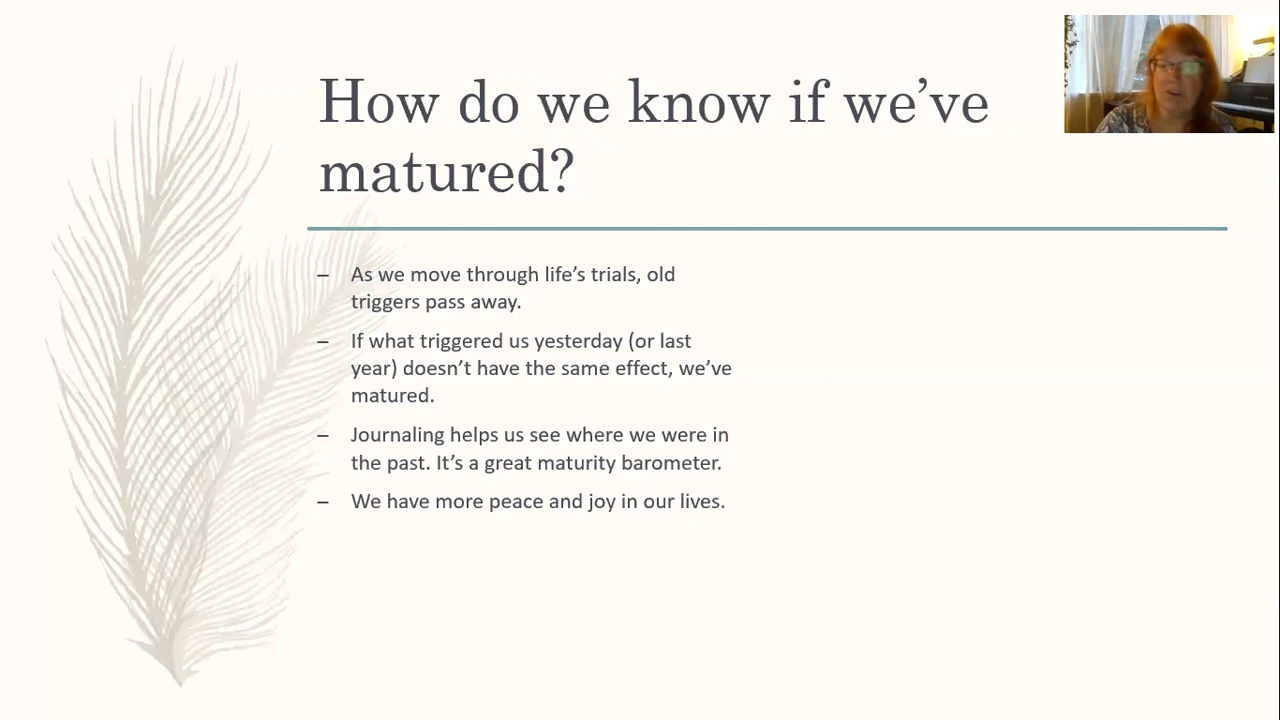 How do we know if we’ve
matured?
– As we move through life’s trials, old
triggers pass away.
– If what triggered us yesterday (or last
year) doesn’t have the same effect, we’ve
matured.
– Journaling helps us see where we were in
the past. It’s a great maturity barometer.
– We have more peace and joy in our lives.